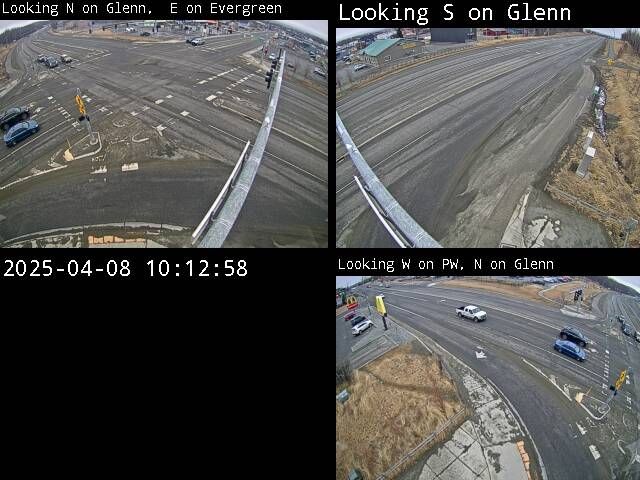 Looking N on Glenn, E on Evergreen
Looking S on Glenn
2025-04-08 10:12:58
Looking W on PW, N on Glenn